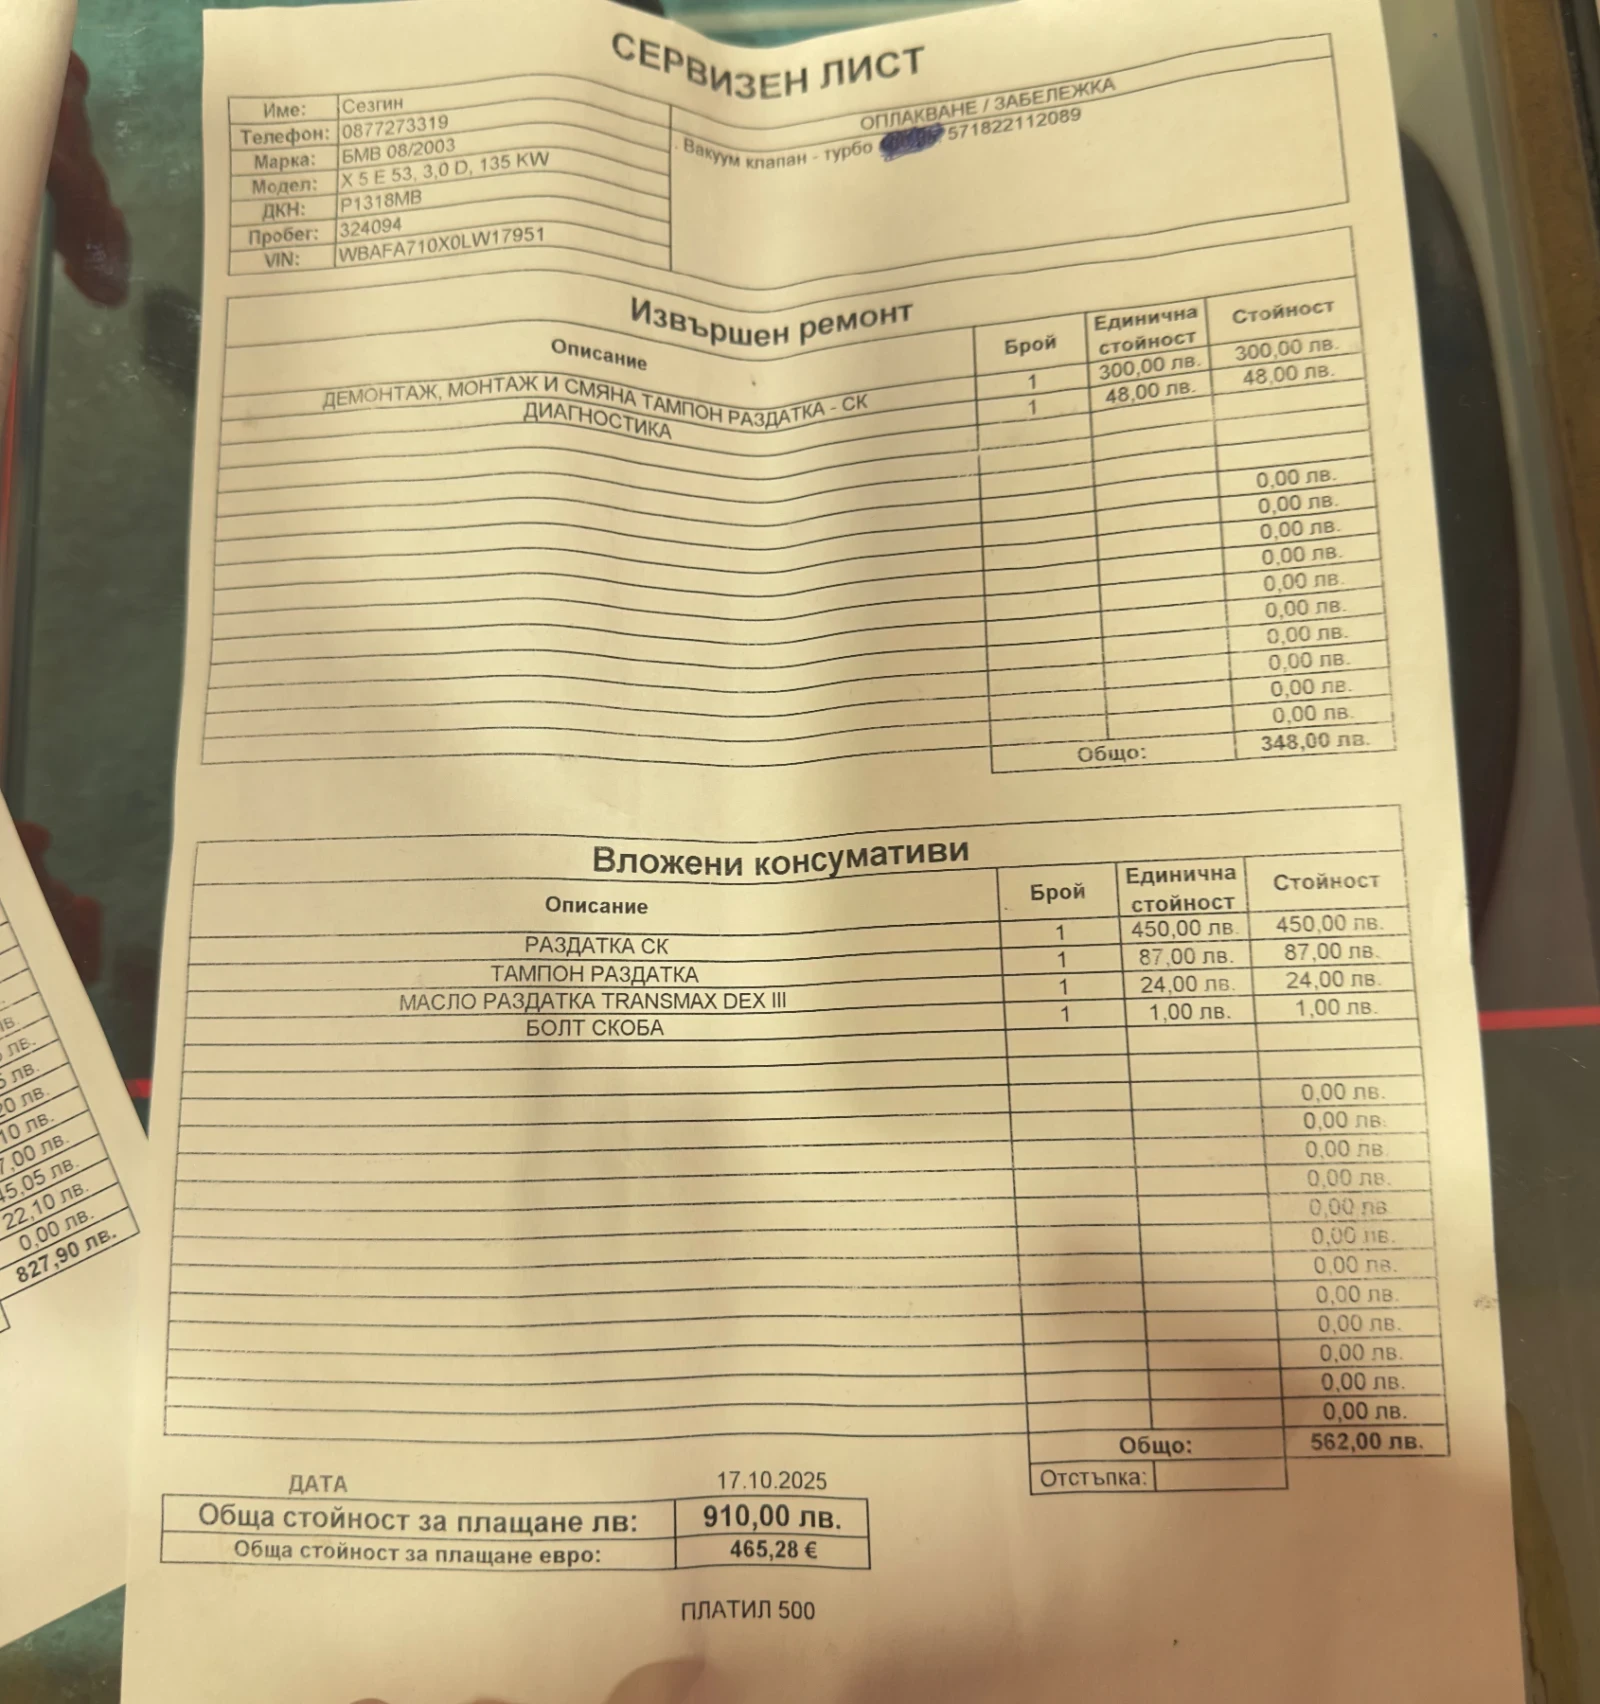 СЕРВИЗЕН ЛИСТ
Име: Сезгин
Телефон: 0877273319
Марка: БМВ 08/2003
Модел: X 5 E 53, 3,0 D, 135 KW
ДКН: P1318MB
Пробег: 324094
VIN: WBAFA710X0LW17951
ОПЛАКВАНЕ / ЗАБЕЛЕЖКА
Вакуум клапан - турбо 571822112089
Извършен ремонт
Описание Брой Единична стойност Стойност
ДЕМОНТАЖ, МОНТАЖ И СМЯНА ТАМПОН РАЗДАТКА - СК 1 300,00 лв. 300,00 лв.
ДИАГНОСТИКА 1 48,00 лв. 48,00 лв.
0,00 лв.
0,00 лв.
0,00 лв.
0,00 лв.
0,00 лв.
0,00 лв.
0,00 лв.
0,00 лв.
0,00 лв.
0,00 лв.
Общо: 348,00 лв.
Вложени консумативи
Описание Брой Единична стойност Стойност
РАЗДАТКА СК 1 450,00 лв. 450,00 лв.
ТАМПОН РАЗДАТКА 1 87,00 лв. 87,00 лв.
МАСЛО РАЗДАТКА TRANSMAX DEX III 1 24,00 лв. 24,00 лв.
БОЛТ СКОБА 1 1,00 лв. 1,00 лв.
0,00 лв.
0,00 лв.
0,00 лв.
0,00 лв.
0,00 лв
0,00 лв.
0,00 лв.
0,00 лв.
0,00 лв.
0,00 лв.
0,00 лв.
0,00 лв.
Общо: 562,00 лв.
Отстъпка:
ДАТА 17.10.2025
Обща стойност за плащане лв: 910,00 лв.
Обща стойност за плащане евро: 465,28 €
ПЛАТИЛ 500
лв.
лв.
лв.
10 лв.
7,00 лв.
45,05 лв.
22,10 лв.
0,00 лв.
827,90 лв.